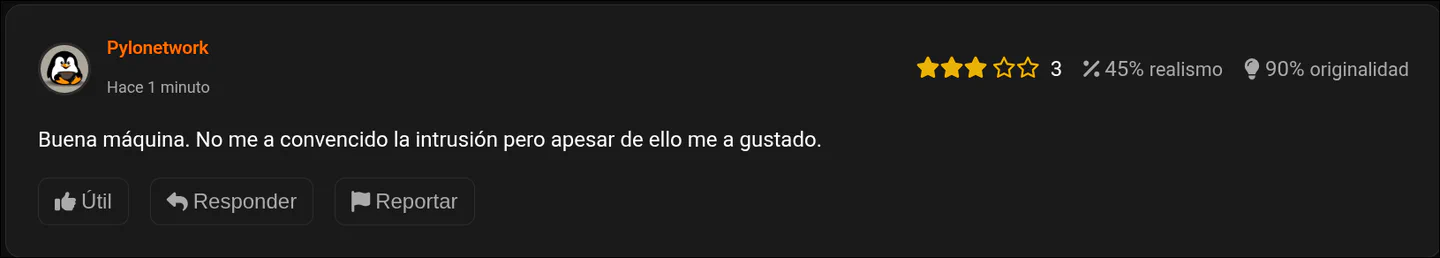 Pylonetwork
Hace 1 minuto
3 45% realismo 90% originalidad
Buena máquina. No me a convencido la intrusión pero apesar de ello me a gustado.
Útil Responder Reportar